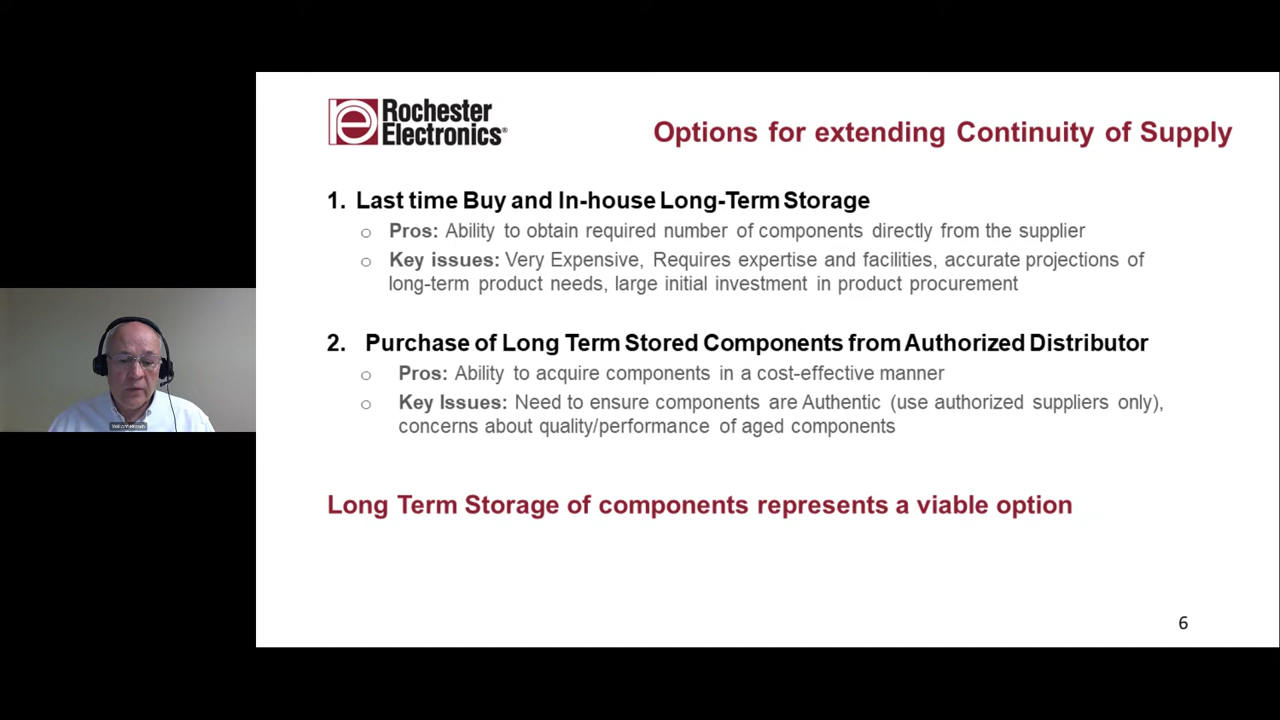 Rochester
Electronics®
Options for extending Continuity of Supply
1. Last time Buy and In-house Long-Term Storage
○ Pros: Ability to obtain required number of components directly from the supplier
○ Key issues: Very Expensive, Requires expertise and facilities, accurate projections of
long-term product needs, large initial investment in product procurement
2. Purchase of Long Term Stored Components from Authorized Distributor
○ Pros: Ability to acquire components in a cost-effective manner
○ Key Issues: Need to ensure components are Authentic (use authorized suppliers only),
concerns about quality/performance of aged components
Long Term Storage of components represents a viable option
6